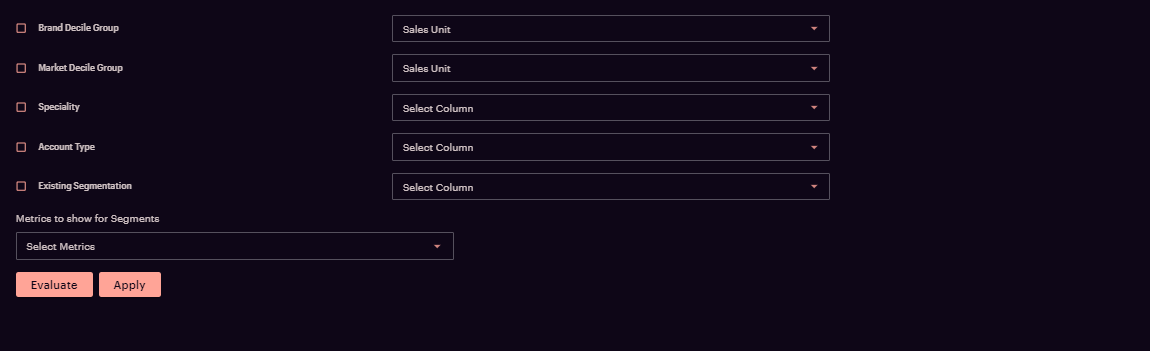 Brand Decile Group
Sales Unit
Market Decile Group
Sales Unit
Speciality
Select Column
Account Type
Select Column
Existing Segmentation
Select Column
Metrics to show for Segments
Select Metrics
Evaluate
Apply